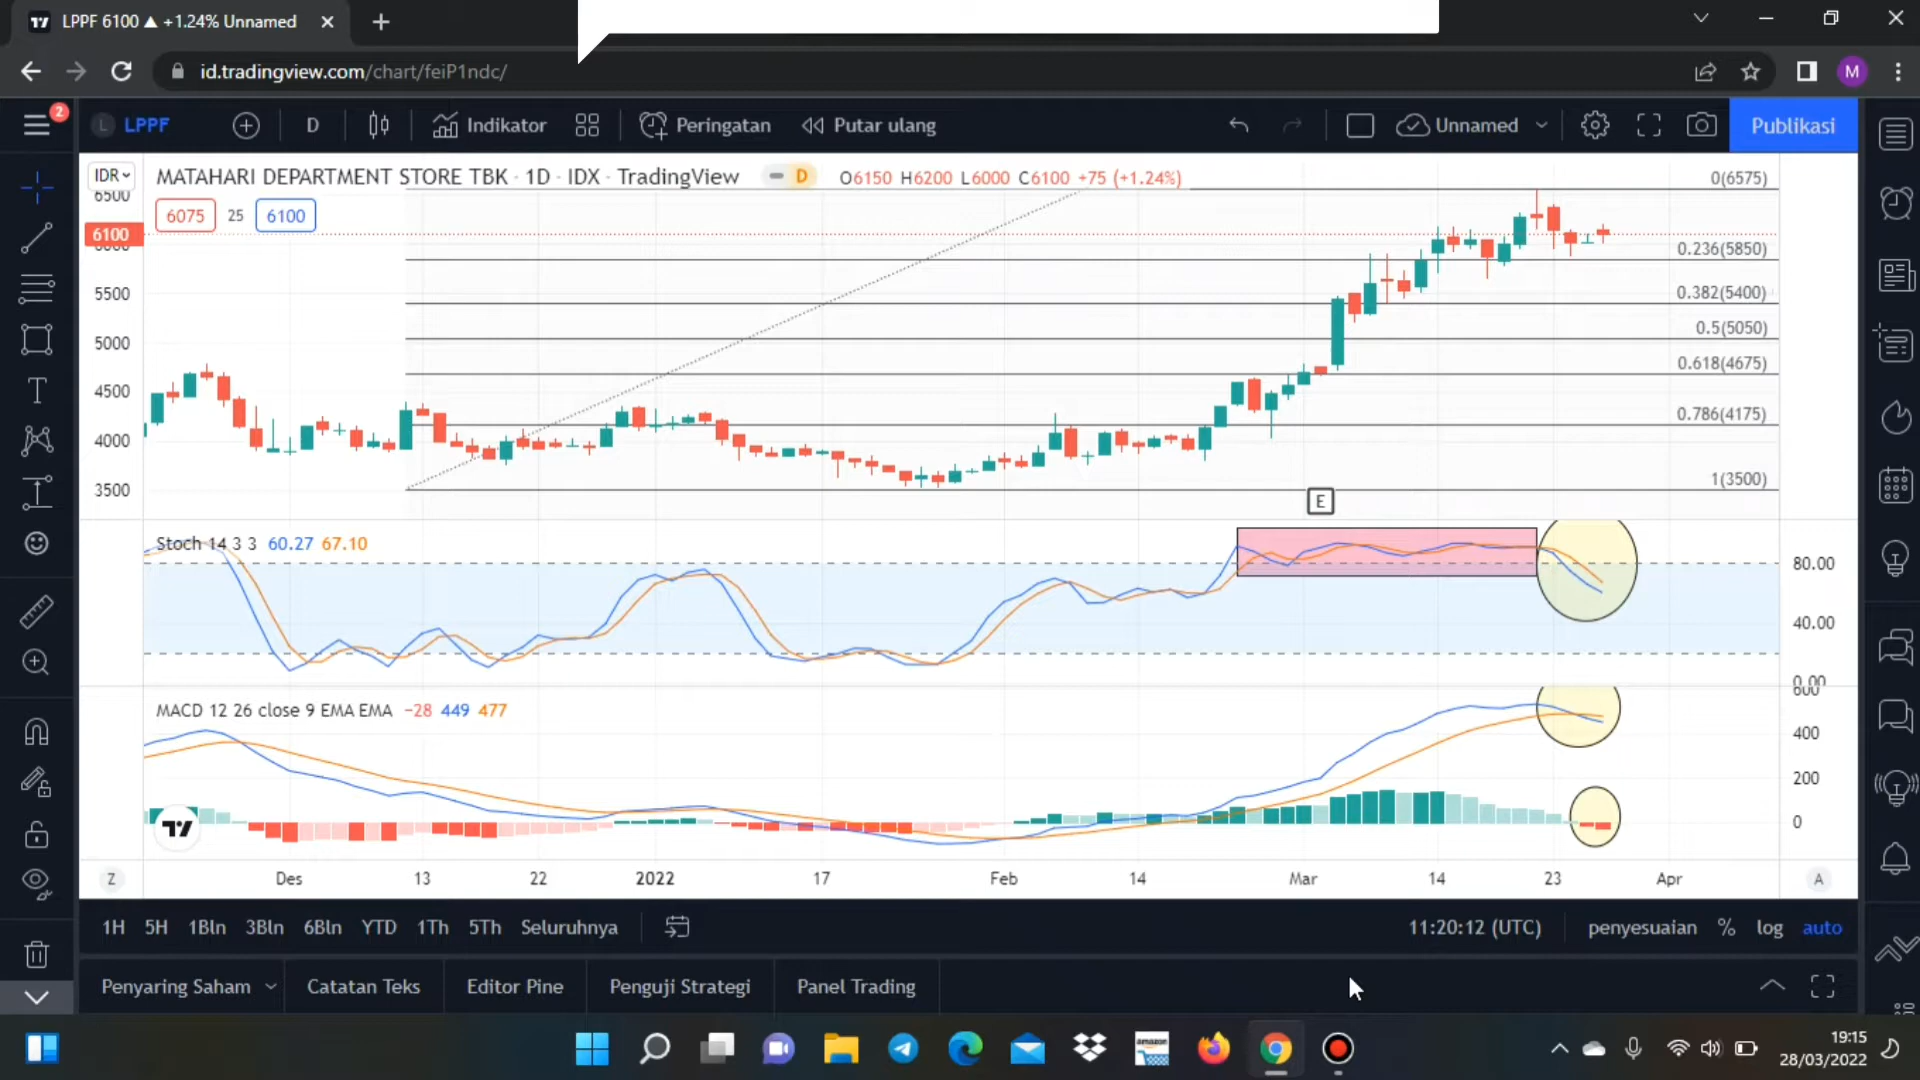 LPPF 6100 ▲ +1.24% Unnamed
id.tradingview.com/chart/feiP1ndc/
M
2
L LPPF
D
Indikator
Peringatan
Putar ulang
Unnamed
Publikasi
IDR
MATAHARI DEPARTMENT STORE TBK · 1D · IDX · TradingView
D
O6150 H6200 L6000 C6100 +75 (+1.24%)
6075 25 6100
6500
6100
5500
5000
4500
4000
3500
0(6575)
0.236(5850)
0.382(5400)
0.5(5050)
0.618(4675)
0.786(4175)
1(3500)
E
Stoch 14 3 3 60.27 67.10
80.00
40.00
0.00
MACD 12 26 close 9 EMA EMA −28 449 477
600
400
200
0
Z Des 13 22 2022 17 Feb 14 Mar 14 23 Apr A
1H 5H 1Bln 3Bln 6Bln YTD 1Th 5Th Seluruhnya
11:20:12 (UTC) penyesuaian % log auto
Penyaring Saham Catatan Teks Editor Pine Penguji Strategi Panel Trading
amazon
19:15
28/03/2022